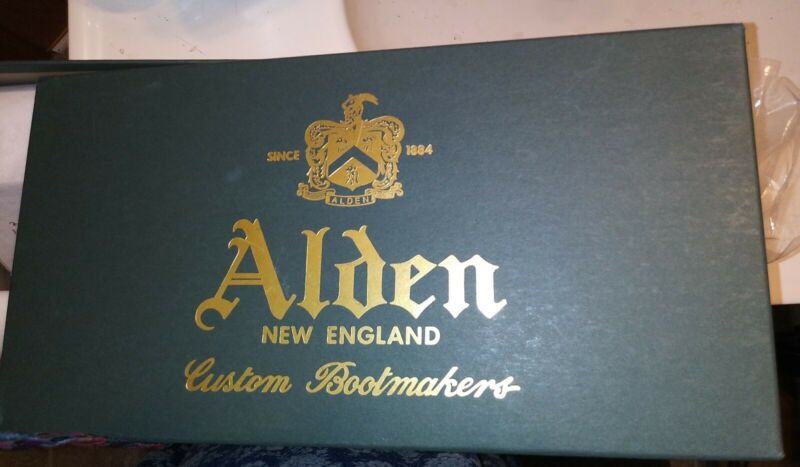 SINCE 1884
ALDEN
Alden
NEW ENGLAND
Custom Bootmakers